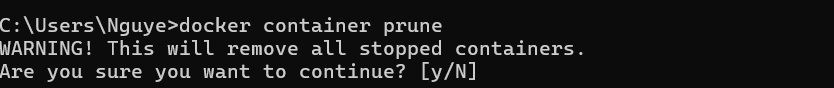 C:\Users\Nguye>docker container prune
WARNING! This will remove all stopped containers.
Are you sure you want to continue? [y/N]